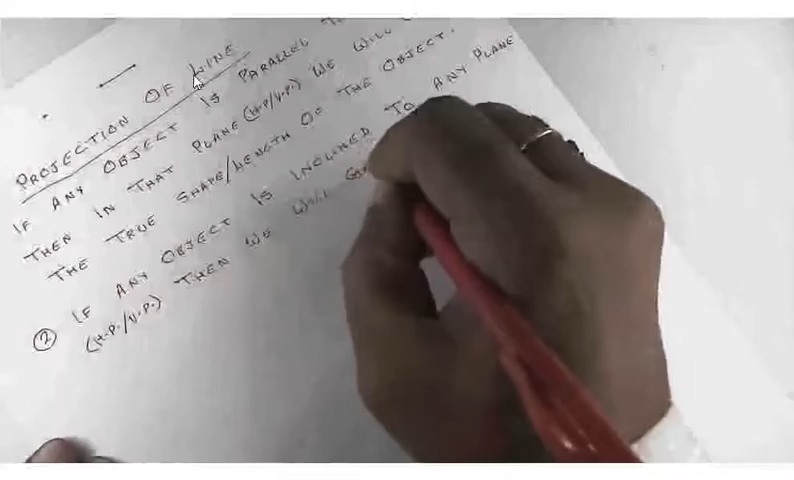 PROJECTION OF LINE
IF ANY OBJECT IS PARALLEL
THEN IN THAT PLANE (H.P/V.P.) WE WILL
THE TRUE SHAPE/LENGTH OF THE OBJECT.
② IF ANY OBJECT IS INCLINED TO ANY PLANE
(H.P./V.P.) THEN WE WILL